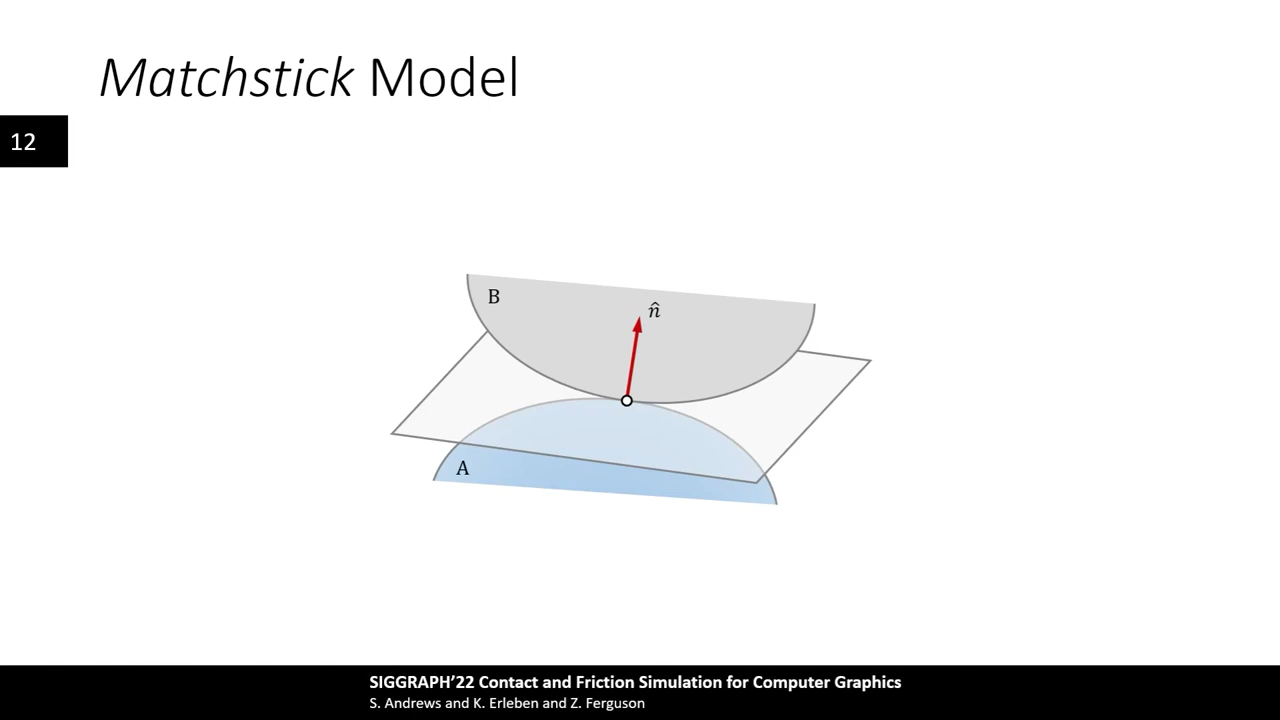 Matchstick Model
12
B
n̂
A
SIGGRAPH’22 Contact and Friction Simulation for Computer Graphics
S. Andrews and K. Erleben and Z. Ferguson